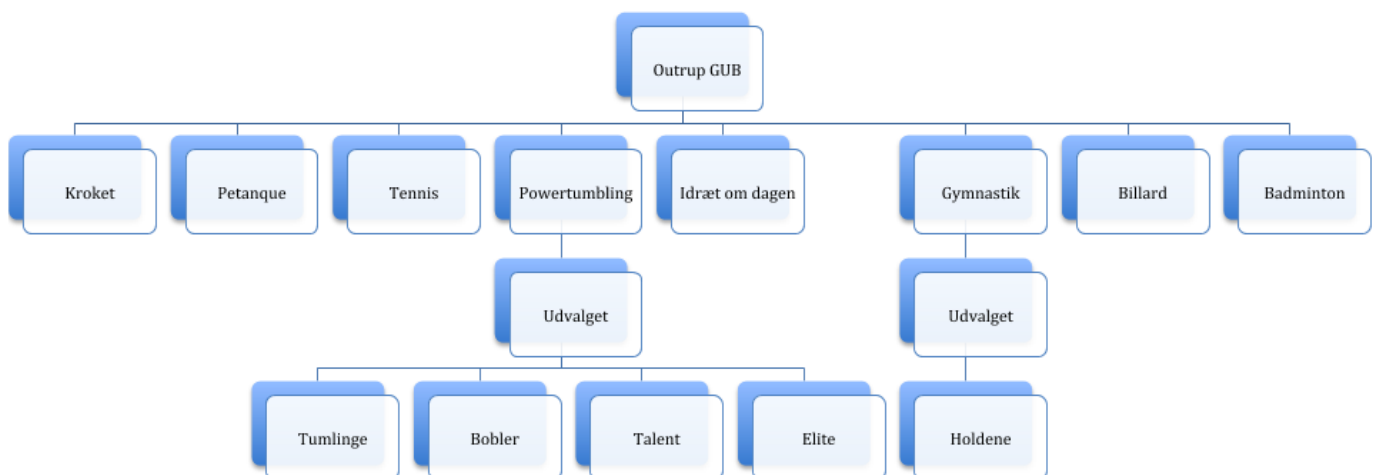 Outrup GUB
Kroket
Petanque
Tennis
Powertumbling
Idræt om dagen
Gymnastik
Billard
Badminton
Udvalget
Udvalget
Tumlinge
Bobler
Talent
Elite
Holdene